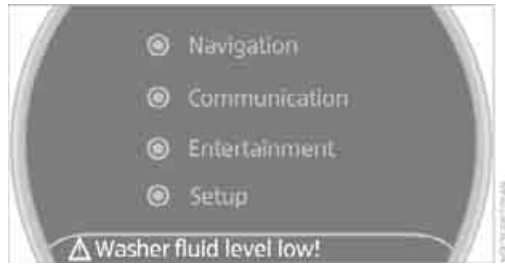 Navigation
Communication
Entertainment
Setup
Washer fluid level low!